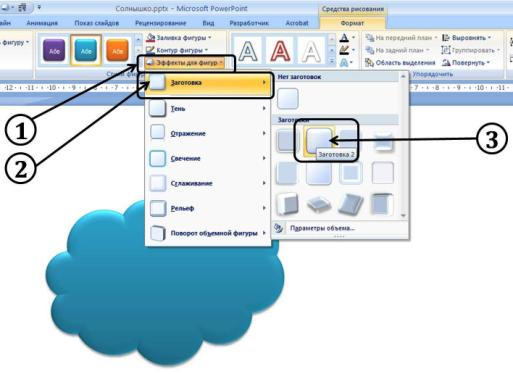 Солнышко.pptx - Microsoft PowerPoint
Средства рисования
айн Анимация Показ слайдов Рецензирование Вид Разработчик Acrobat Формат
фигуру
Абв Абв Абв
Заливка фигуры
Контур фигуры
Эффекты для фигур
А А А
На передний план
На задний план
Область выделения
Выровнять
Группировать
Повернуть
Упорядочить
Заготовка
Тень
Отражение
Свечение
Сглаживание
Рельеф
Поворот объемной фигуры
Нет заготовок
Заготовки
Заготовка 2
Параметры объема...
1
2
3